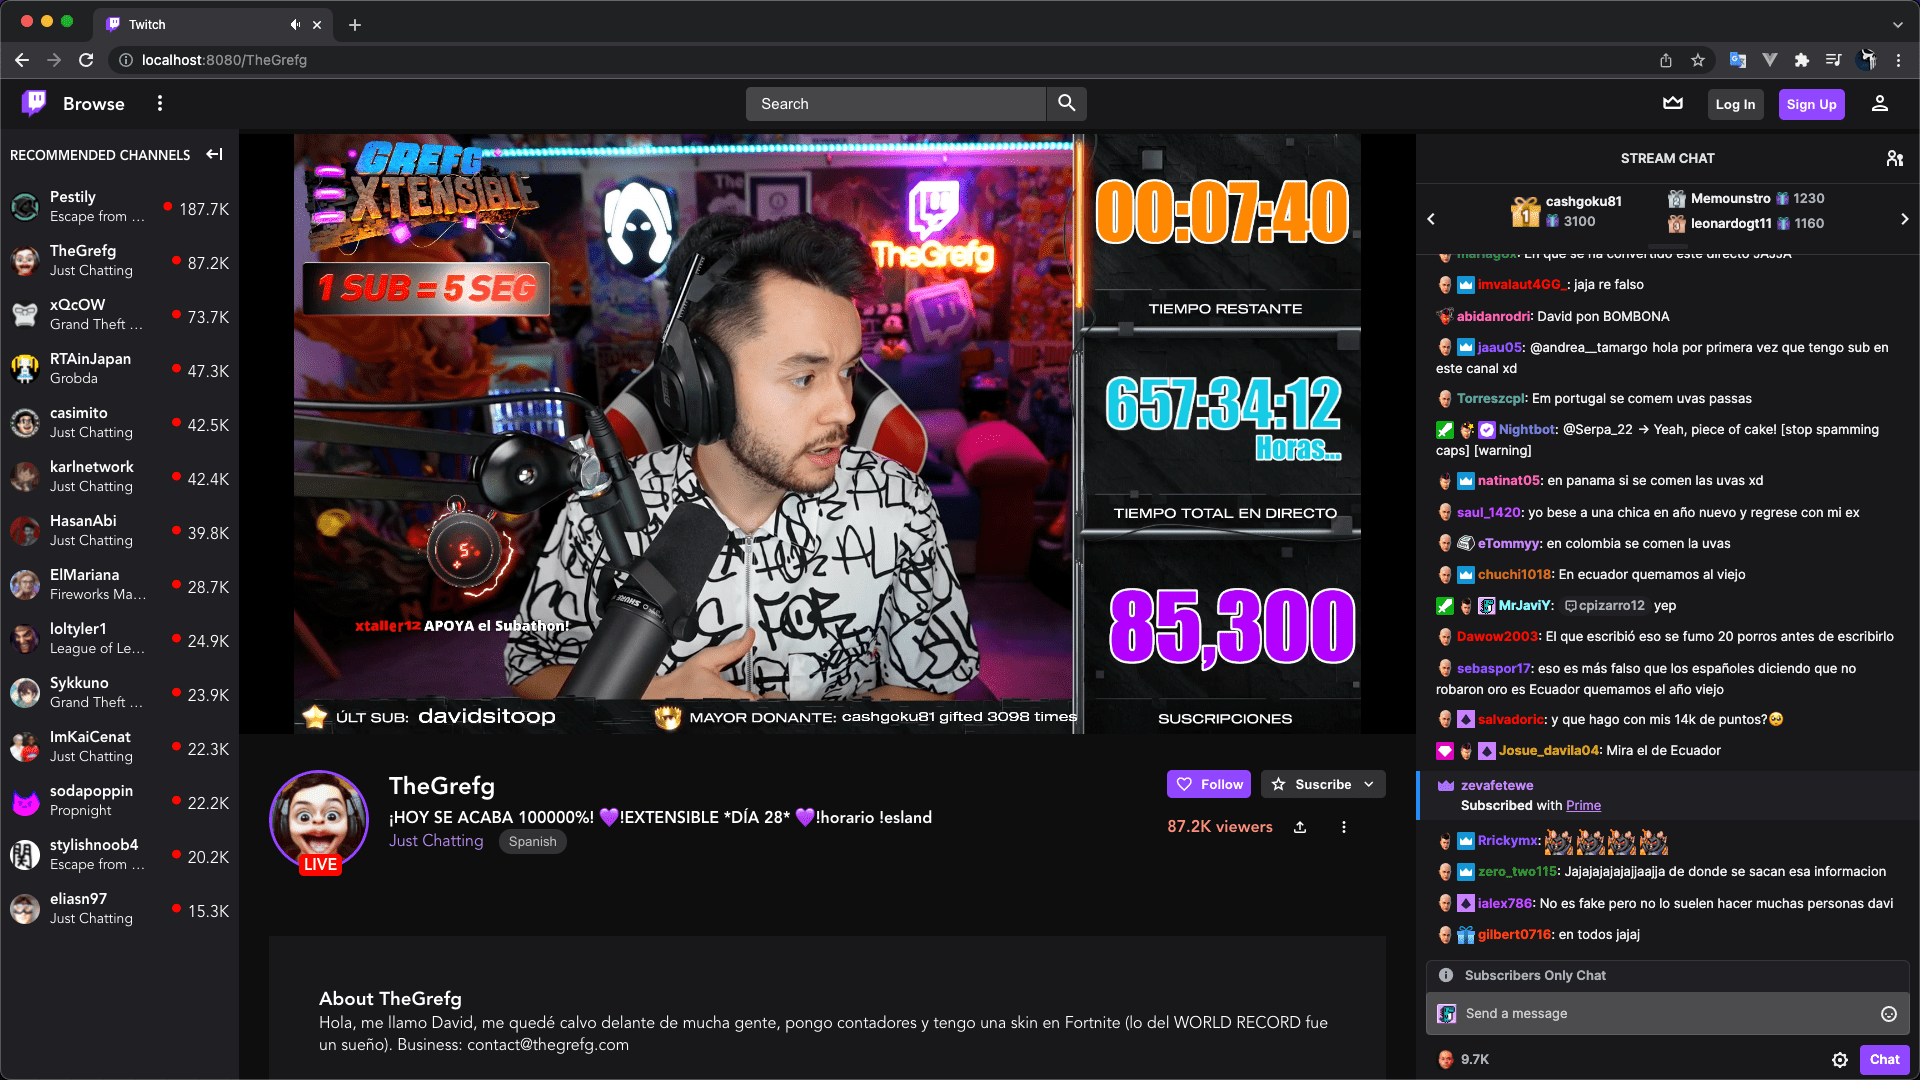 Twitch
localhost:8080/TheGrefg
Browse
Search
Log In
Sign Up
RECOMMENDED CHANNELS
Pestily
Escape from ...
187.7K
TheGrefg
Just Chatting
87.2K
xQcOW
Grand Theft ...
73.7K
RTAinJapan
Grobda
47.3K
casimito
Just Chatting
42.5K
karlnetwork
Just Chatting
42.4K
HasanAbi
Just Chatting
39.8K
ElMariana
Fireworks Ma...
28.7K
loltyler1
League of Le...
24.9K
Sykkuno
Grand Theft ...
23.9K
ImKaiCenat
Just Chatting
22.3K
sodapoppin
Propnight
22.2K
stylishnoob4
Escape from ...
20.2K
eliasn97
Just Chatting
15.3K
GREFG
EXTENSIBLE
1 SUB = 5 SEG
TheGrefg
SHURE
5
xtaller12 APOYA el Subathon!
ÚLT SUB: davidsitoop
MAYOR DONANTE: cashgoku81 gifted 3098 times
00:07:40
TIEMPO RESTANTE
657:34:12
Horas...
TIEMPO TOTAL EN DIRECTO
85,300
SUSCRIPCIONES
TheGrefg
¡HOY SE ACABA 100000%! 💜!EXTENSIBLE *DÍA 28* 💜!horario !esland
Just Chatting
Spanish
LIVE
Follow
Suscribe
87.2K viewers
About TheGrefg
Hola, me llamo David, me quedé calvo delante de mucha gente, pongo contadores y tengo una skin en Fortnite (lo del WORLD RECORD fue
un sueño). Business: contact@thegrefg.com
STREAM CHAT
1
cashgoku81
3100
2
Memounstro 1230
3
leonardogt11 1160
mariagox: En que se ha convertido este directo JAJJA
imvalaut4GG_: jaja re falso
abidanrodri: David pon BOMBONA
jaau05: @andrea__tamargo hola por primera vez que tengo sub en
este canal xd
Torreszcpl: Em portugal se comem uvas passas
Nightbot: @Serpa_22 -> Yeah, piece of cake! [stop spamming
caps] [warning]
natinat05: en panama si se comen las uvas xd
saul_1420: yo bese a una chica en año nuevo y regrese con mi ex
eTommyy: en colombia se comen la uvas
chuchi1018: En ecuador quemamos al viejo
MrJaviY: cpizarro12 yep
Dawow2003: El que escribió eso se fumo 20 porros antes de escribirlo
sebaspor17: eso es más falso que los españoles diciendo que no
robaron oro es Ecuador quemamos el año viejo
salvadoric: y que hago con mis 14k de puntos?🥺
Josue_davila04: Mira el de Ecuador
zevafetewe
Subscribed with Prime
Rrickymx:
zero_two115: Jajajajajajajjaajja de donde se sacan esa informacion
ialex786: No es fake pero no lo suelen hacer muchas personas davi
gilbert0716: en todos jajaj
Subscribers Only Chat
Send a message
9.7K
Chat